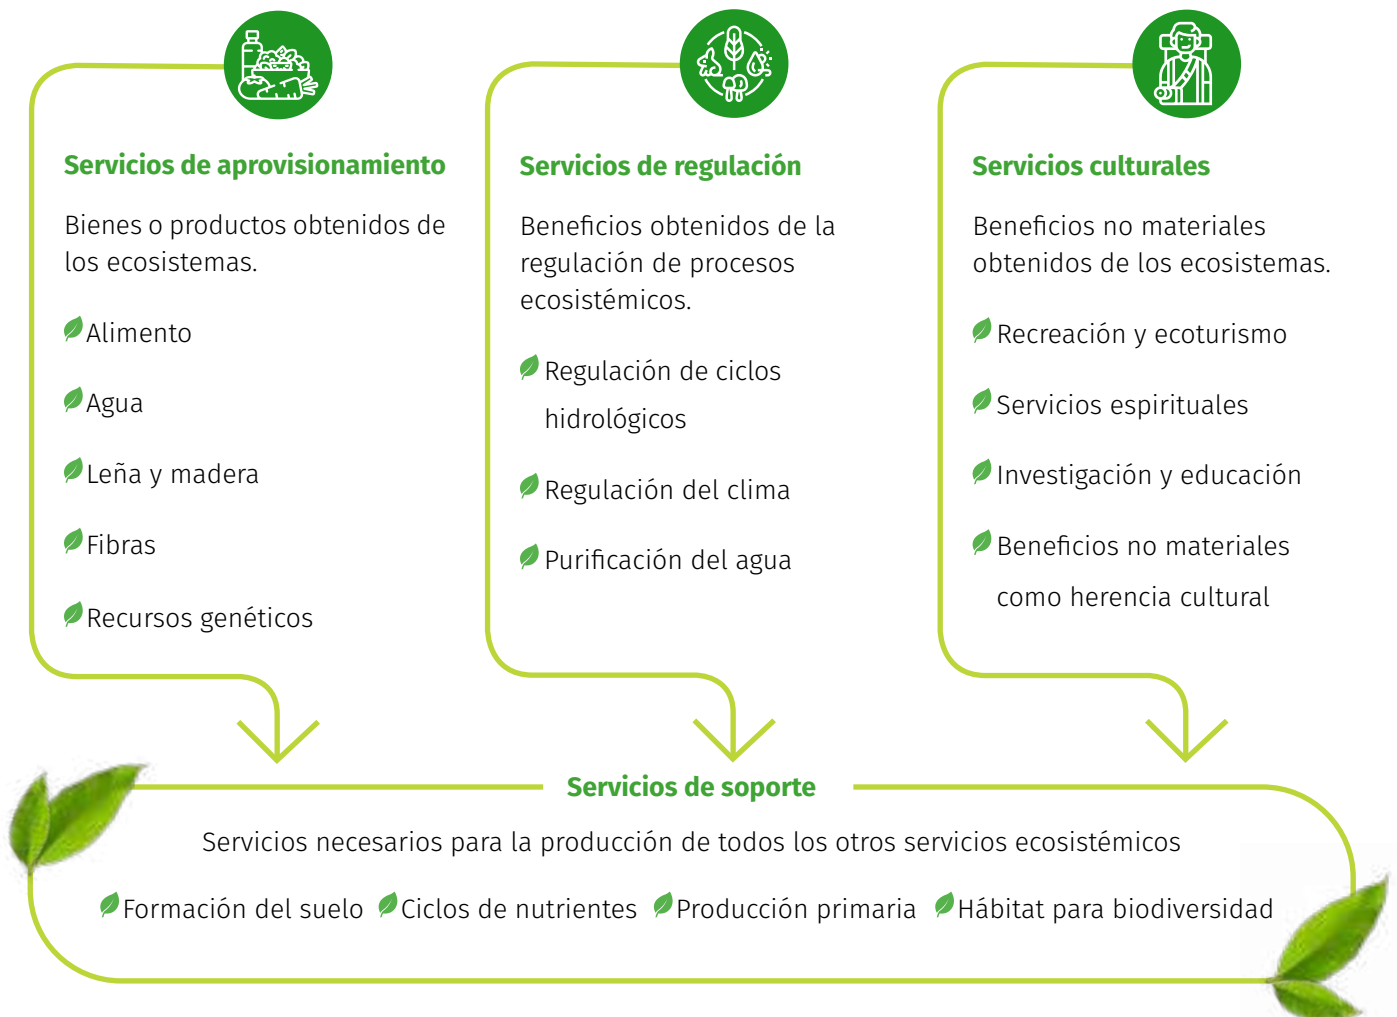 Servicios de aprovisionamiento
Bienes o productos obtenidos de
los ecosistemas.
Alimento
Agua
Leña y madera
Fibras
Recursos genéticos
Servicios de regulación
Beneficios obtenidos de la
regulación de procesos
ecosistémicos.
Regulación de ciclos
hidrológicos
Regulación del clima
Purificación del agua
Servicios culturales
Beneficios no materiales
obtenidos de los ecosistemas.
Recreación y ecoturismo
Servicios espirituales
Investigación y educación
Beneficios no materiales
como herencia cultural
Servicios de soporte
Servicios necesarios para la producción de todos los otros servicios ecosistémicos
Formación del suelo Ciclos de nutrientes Producción primaria Hábitat para biodiversidad